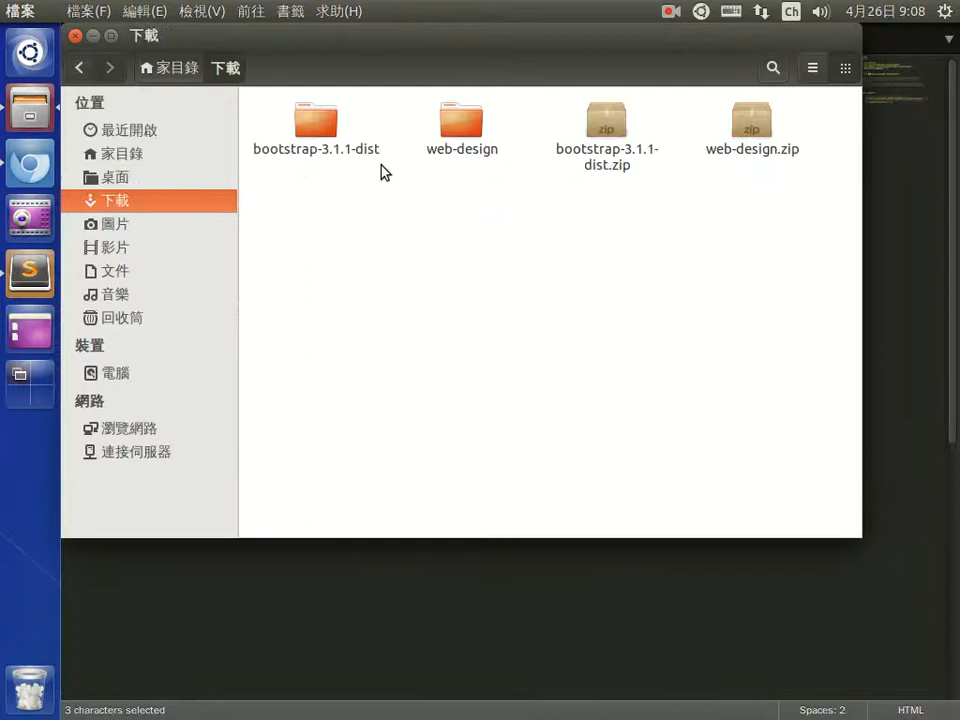 檔案 檔案(F) 編輯(E) 檢視(V) 前往 書籤 求助(H) Ch 4月26日 9:08
下載
家目錄 下載
位置
最近開啟
家目錄
桌面
下載
圖片
影片
文件
音樂
回收筒
裝置
電腦
網路
瀏覽網路
連接伺服器
bootstrap-3.1.1-dist
web-design
zip
bootstrap-3.1.1-
dist.zip
zip
web-design.zip
S
3 characters selected Spaces: 2 HTML